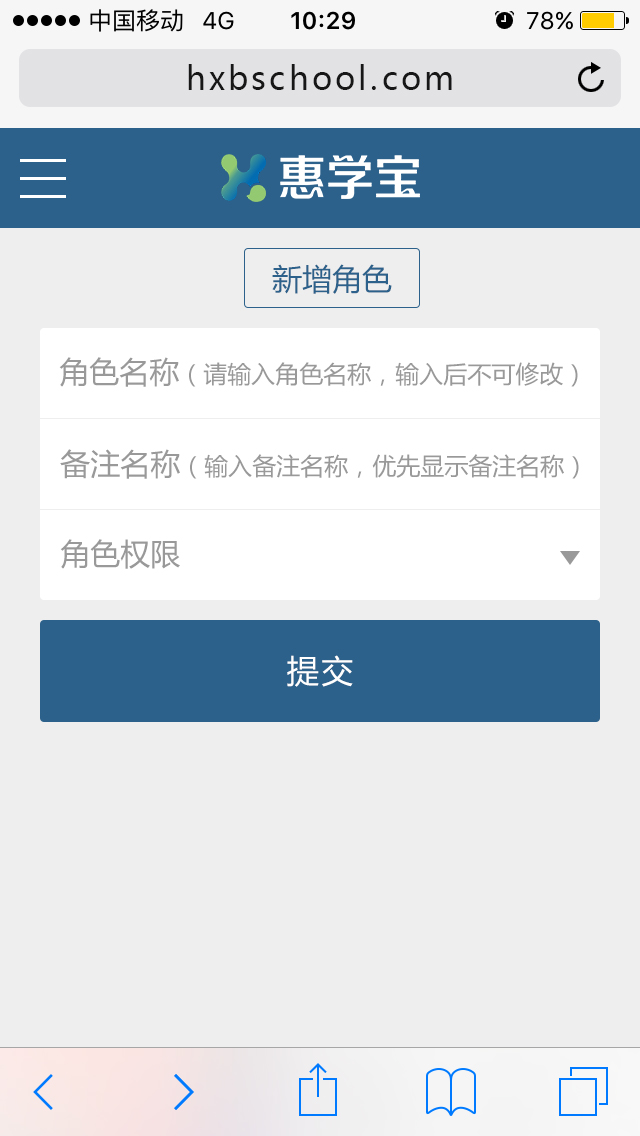 中国移动 4G 10:29 78%
hxbschool.com
惠学宝
新增角色
角色名称（请输入角色名称，输入后不可修改）
备注名称（输入备注名称，优先显示备注名称）
角色权限
提交